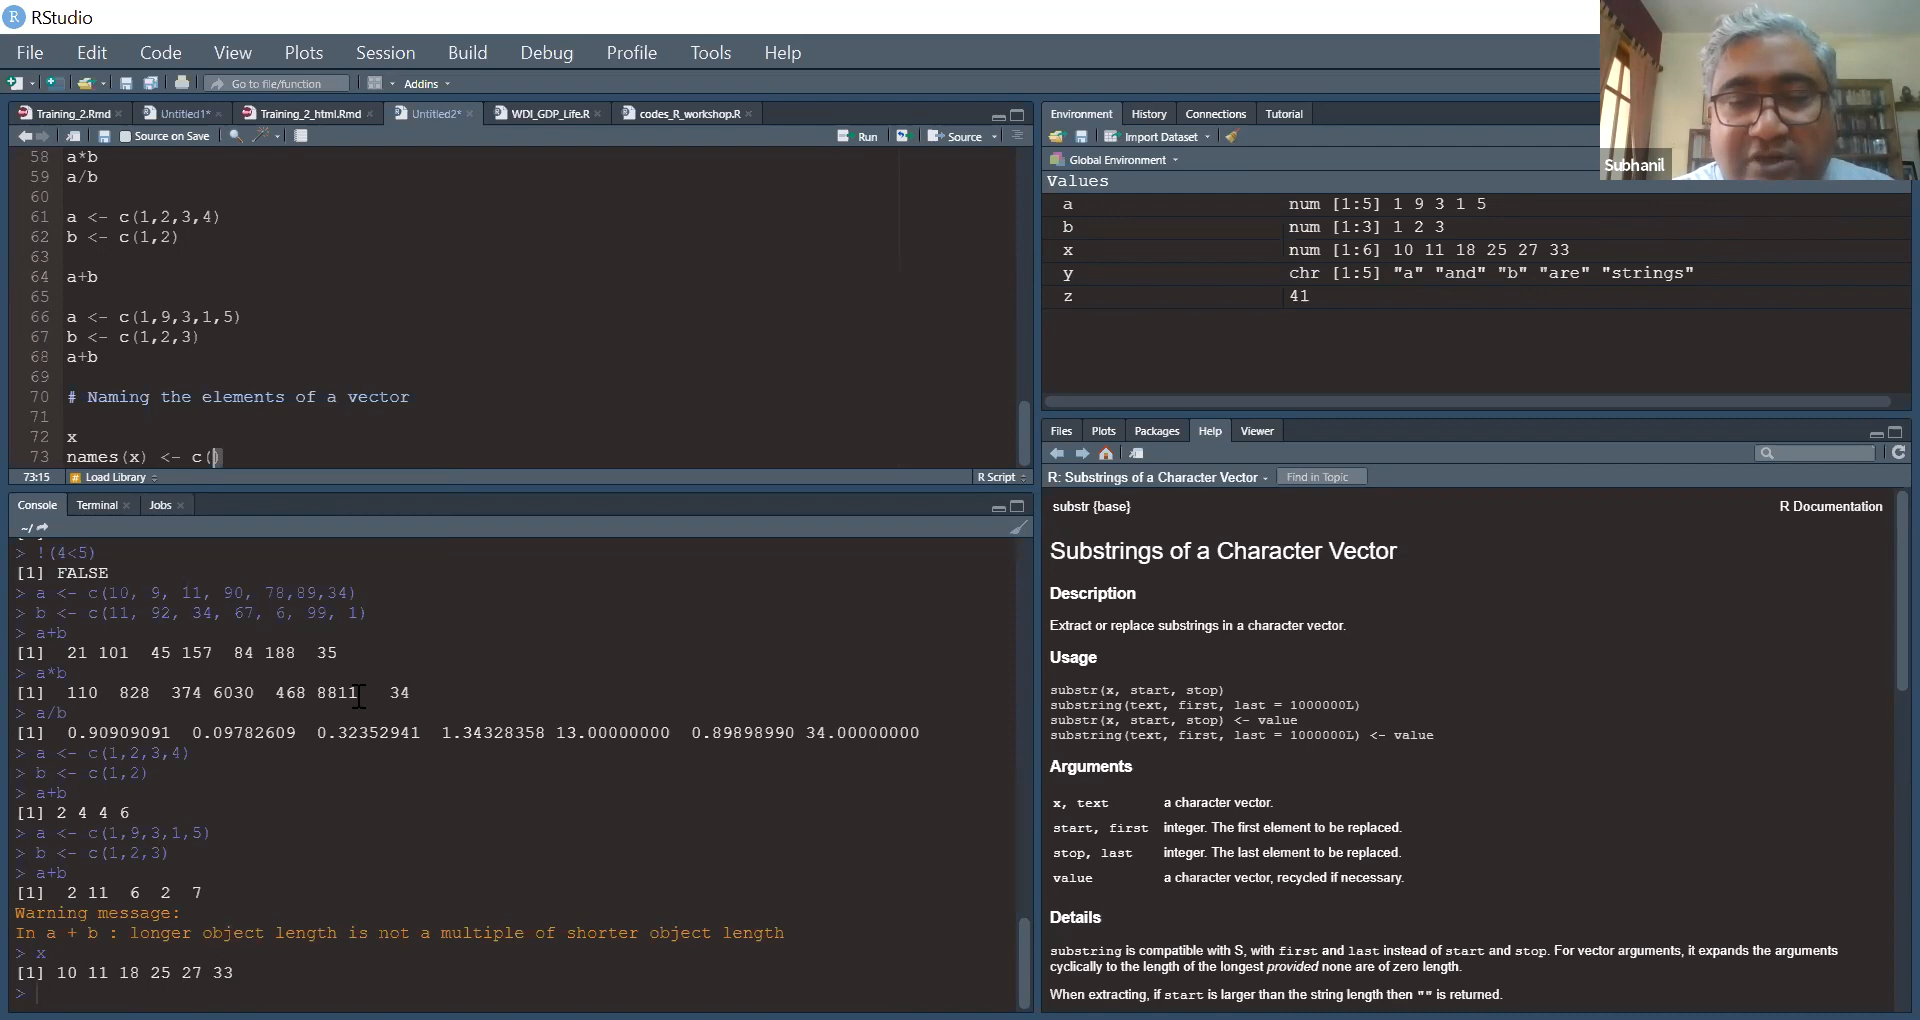 RStudio
File Edit Code View Plots Session Build Debug Profile Tools Help
Go to file/function Addins
Training_2.Rmd Untitled1* Training_2_html.Rmd Untitled2* WDI_GDP_Life.R codes_R_workshop.R
Source on Save Run Source
58 a*b
59 a/b
60
61 a <- c(1,2,3,4)
62 b <- c(1,2)
63
64 a+b
65
66 a <- c(1,9,3,1,5)
67 b <- c(1,2,3)
68 a+b
69
70 # Naming the elements of a vector
71
72 x
73 names(x) <- c()
73:15 # Load Library R Script
Console Terminal Jobs
~/
> !(4<5)
[1] FALSE
> a <- c(10, 9, 11, 90, 78,89,34)
> b <- c(11, 92, 34, 67, 6, 99, 1)
> a+b
[1] 21 101 45 157 84 188 35
> a*b
[1] 110 828 374 6030 468 8811 34
> a/b
[1] 0.90909091 0.09782609 0.32352941 1.34328358 13.00000000 0.89898990 34.00000000
> a <- c(1,2,3,4)
> b <- c(1,2)
> a+b
[1] 2 4 4 6
> a <- c(1,9,3,1,5)
> b <- c(1,2,3)
> a+b
[1] 2 11 6 2 7
Warning message:
In a + b : longer object length is not a multiple of shorter object length
> x
[1] 10 11 18 25 27 33
>
Environment History Connections Tutorial
Import Dataset
Global Environment
Values
a num [1:5] 1 9 3 1 5
b num [1:3] 1 2 3
x num [1:6] 10 11 18 25 27 33
y chr [1:5] "a" "and" "b" "are" "strings"
z 41
Subhanil
Files Plots Packages Help Viewer
R: Substrings of a Character Vector Find in Topic
substr {base} R Documentation
Substrings of a Character Vector
Description
Extract or replace substrings in a character vector.
Usage
substr(x, start, stop)
substring(text, first, last = 1000000L)
substr(x, start, stop) <- value
substring(text, first, last = 1000000L) <- value
Arguments
x, text a character vector.
start, first integer. The first element to be replaced.
stop, last integer. The last element to be replaced.
value a character vector, recycled if necessary.
Details
substring is compatible with S, with first and last instead of start and stop. For vector arguments, it expands the arguments
cyclically to the length of the longest provided none are of zero length.
When extracting, if start is larger than the string length then "" is returned.